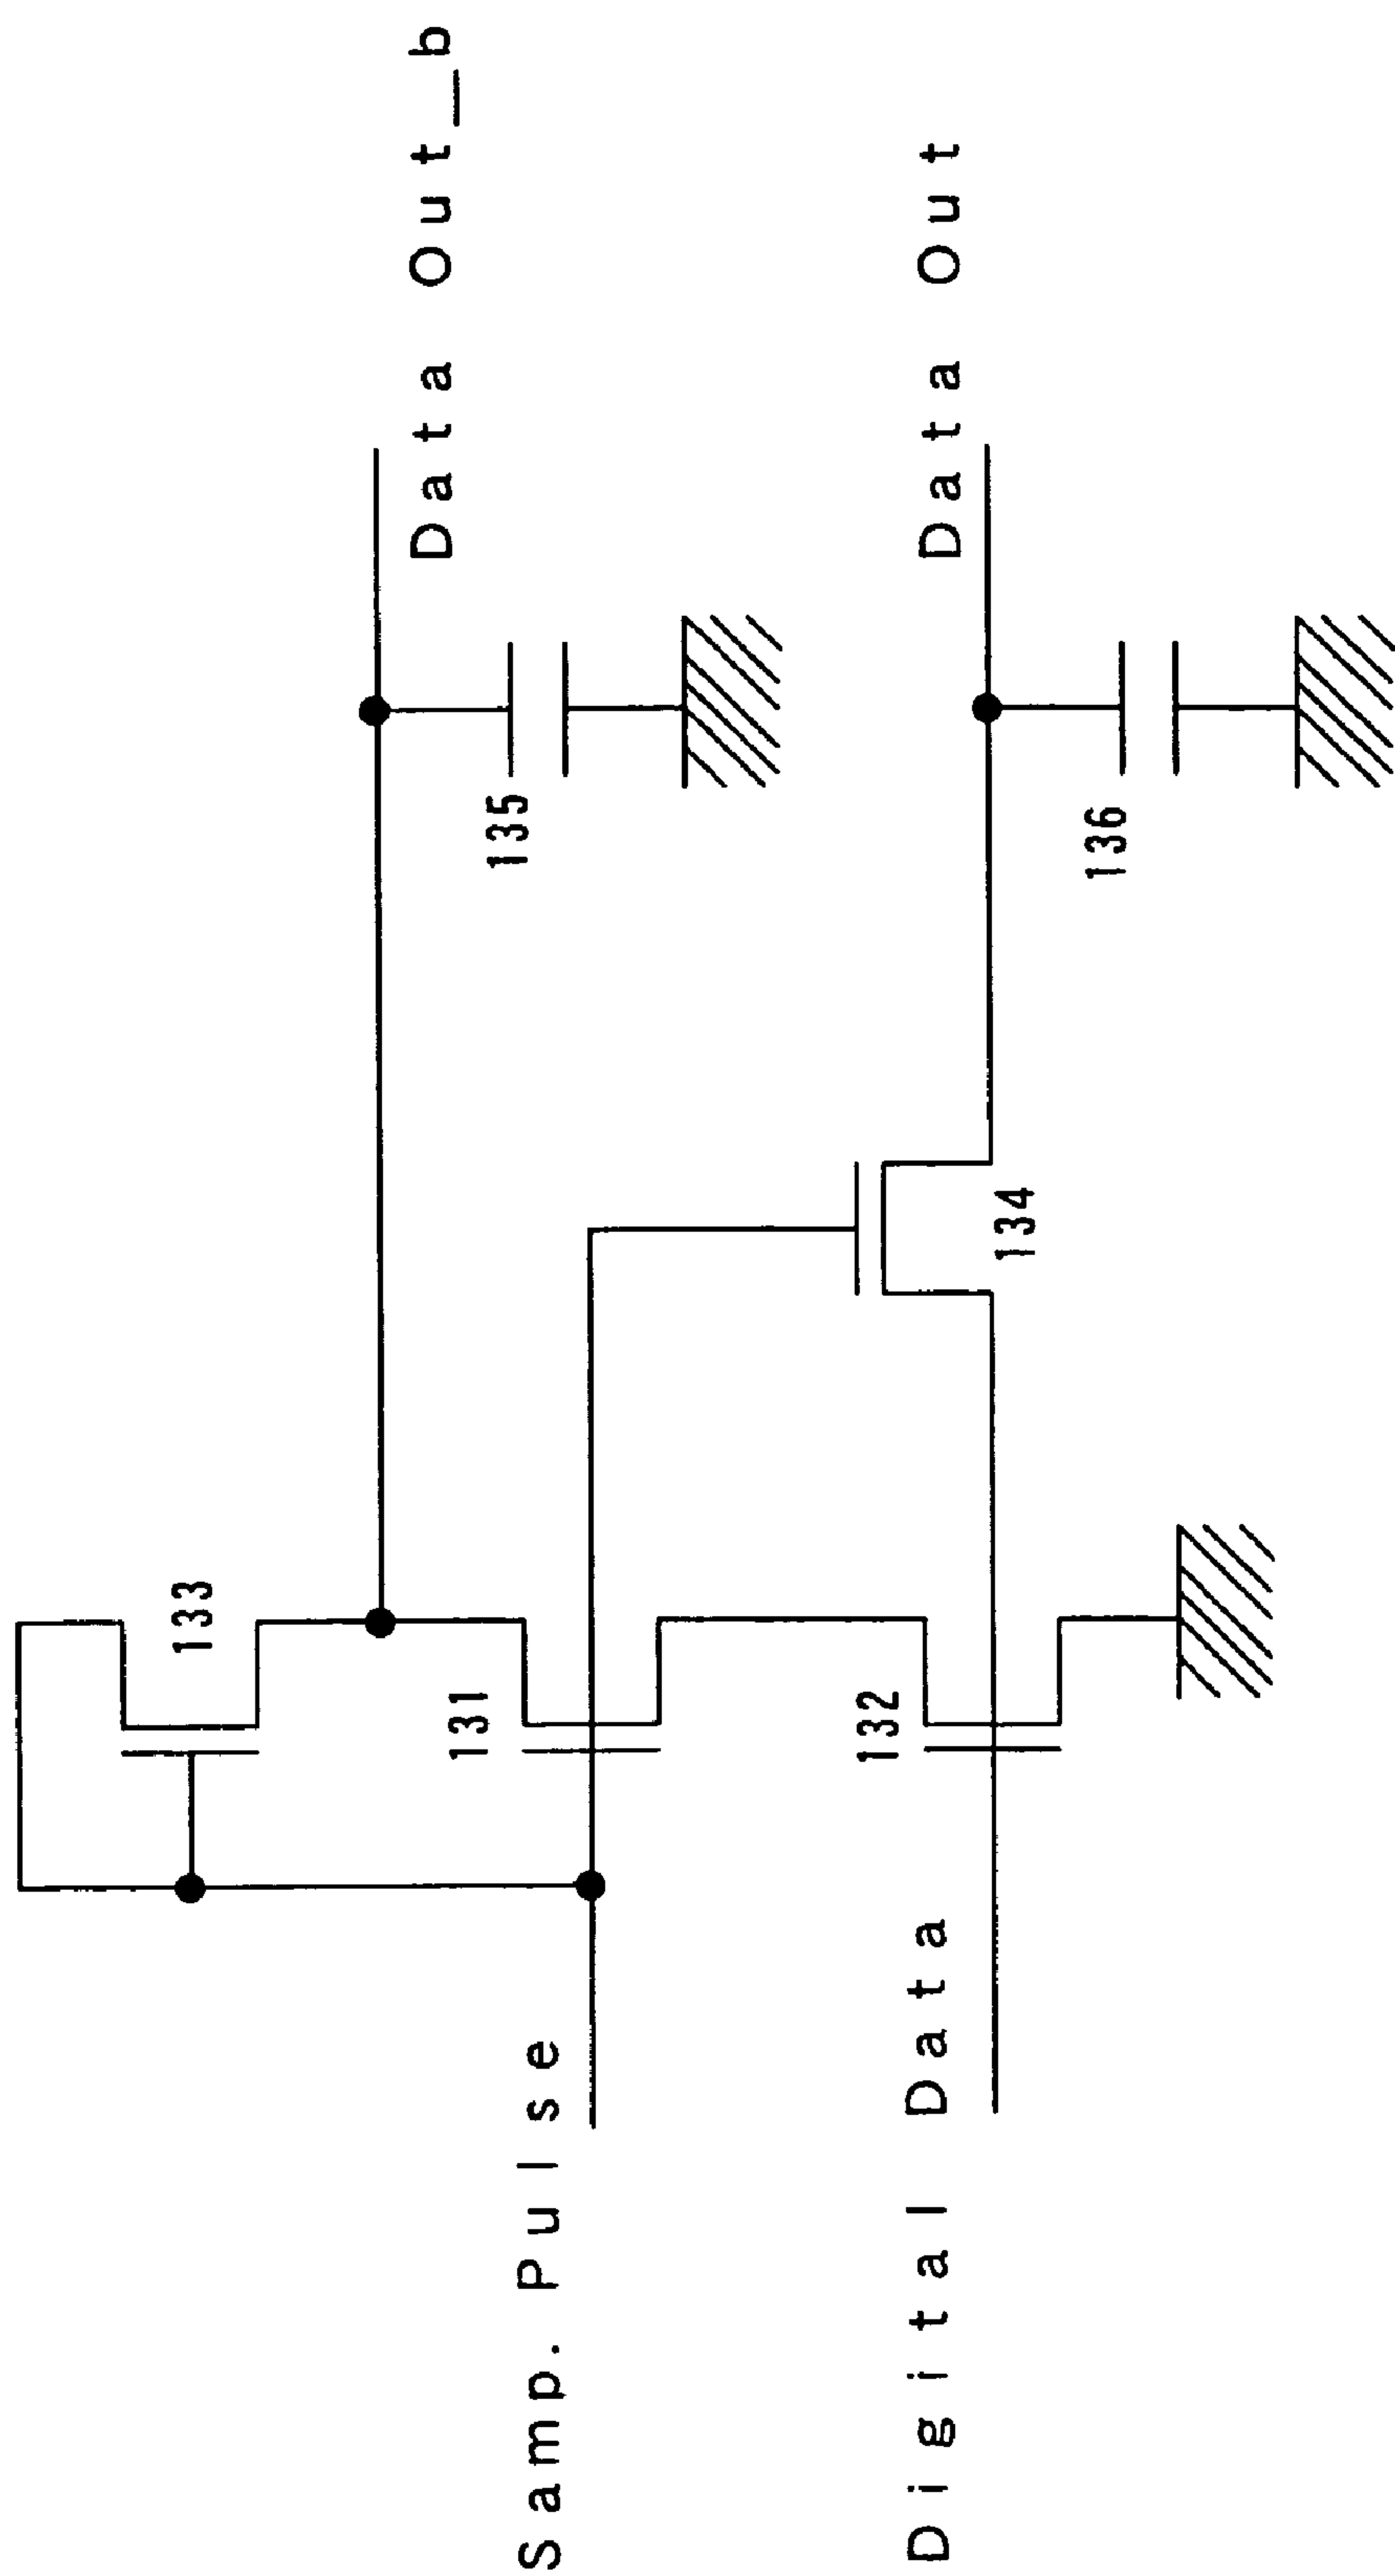 133
Data Out_b
131
135
Samp. Pulse
132
Data Out
Digital Data
134
136